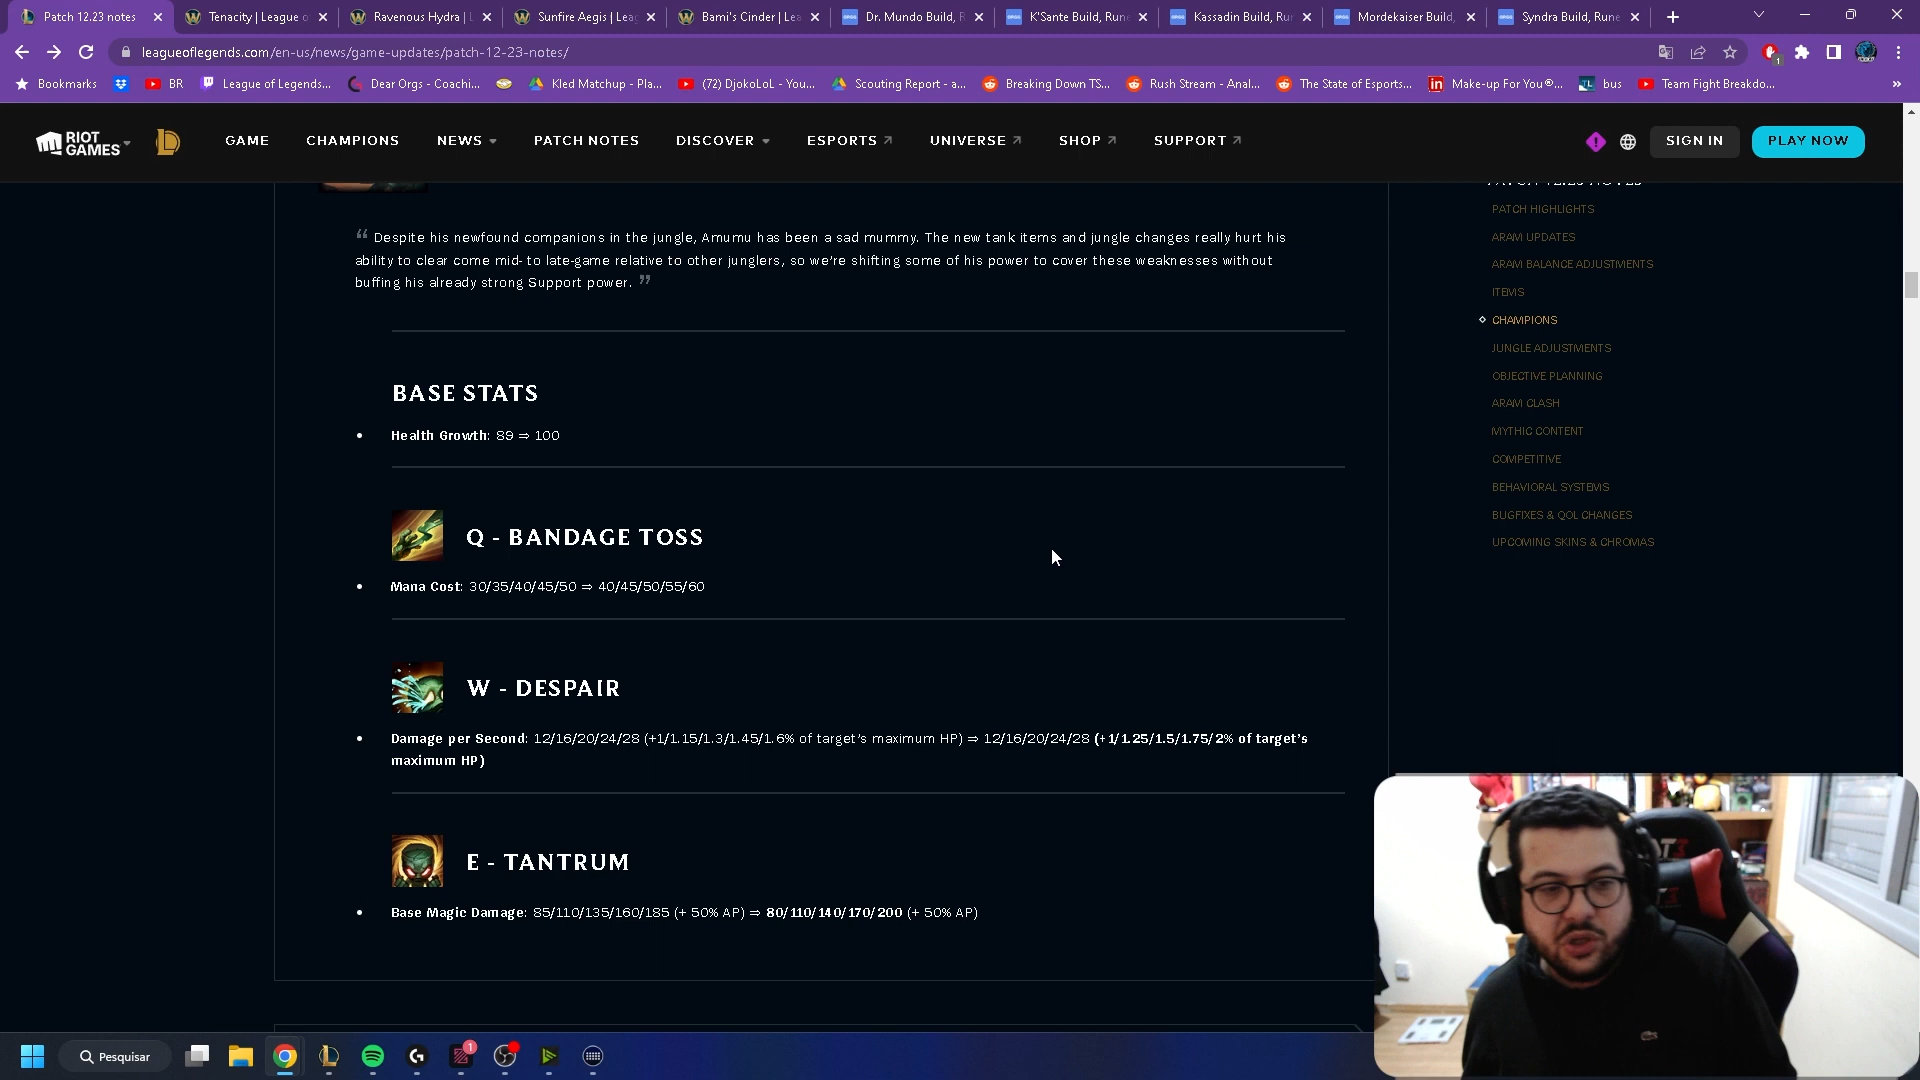 Patch 12.23 notes
Tenacity | League o
Ravenous Hydra | L
Sunfire Aegis | Leag
Bami's Cinder | Lea
Dr. Mundo Build, R
K'Sante Build, Rune
Kassadin Build, Ru
Mordekaiser Build,
Syndra Build, Rune
leagueoflegends.com/en-us/news/game-updates/patch-12-23-notes/
1
Bookmarks
BR
League of Legends...
Dear Orgs - Coachi...
Kled Matchup - Pla...
(72) DjokoLoL - You...
Scouting Report - a...
Breaking Down TS...
Rush Stream - Anal...
The State of Esports...
Make-up For You®...
bus
Team Fight Breakdo...
»
RIOT
GAMES
GAME
CHAMPIONS
NEWS
PATCH NOTES
DISCOVER
ESPORTS
UNIVERSE
SHOP
SUPPORT
SIGN IN
PLAY NOW
PATCH 12.23 NOTES
PATCH HIGHLIGHTS
ARAM UPDATES
ARAM BALANCE ADJUSTMENTS
ITEMS
CHAMPIONS
JUNGLE ADJUSTMENTS
OBJECTIVE PLANNING
ARAM CLASH
MYTHIC CONTENT
COMPETITIVE
BEHAVIORAL SYSTEMS
BUGFIXES & QOL CHANGES
UPCOMING SKINS & CHROMAS
“ Despite his newfound companions in the jungle, Amumu has been a sad mummy. The new tank items and jungle changes really hurt his
ability to clear come mid- to late-game relative to other junglers, so we’re shifting some of his power to cover these weaknesses without
buffing his already strong Support power. ”
BASE STATS
• Health Growth: 89 ⇒ 100
Q - BANDAGE TOSS
• Mana Cost: 30/35/40/45/50 ⇒ 40/45/50/55/60
W - DESPAIR
• Damage per Second: 12/16/20/24/28 (+1/1.15/1.3/1.45/1.6% of target’s maximum HP) ⇒ 12/16/20/24/28 (+1/1.25/1.5/1.75/2% of target’s
maximum HP)
E - TANTRUM
• Base Magic Damage: 85/110/135/160/185 (+ 50% AP) ⇒ 80/110/140/170/200 (+ 50% AP)
Pesquisar
1